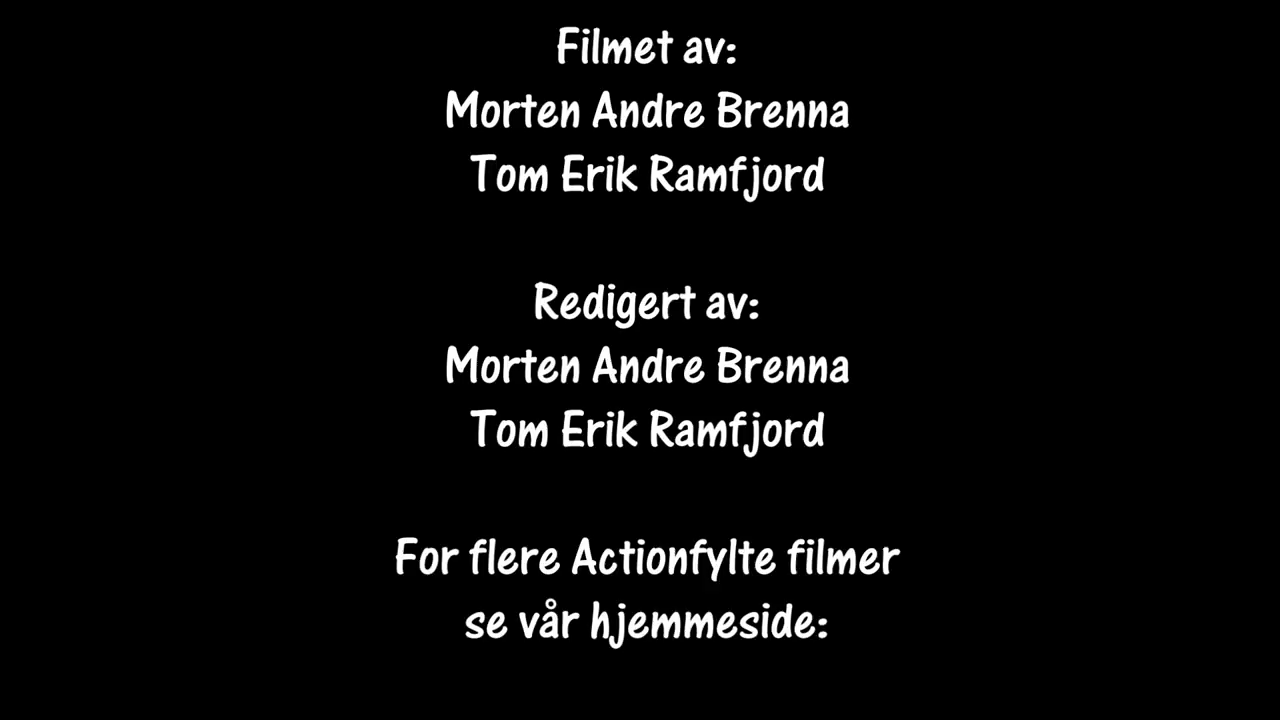 Filmet av:
Morten Andre Brenna
Tom Erik Ramfjord
Redigert av:
Morten Andre Brenna
Tom Erik Ramfjord
For flere Actionfylte filmer
se vår hjemmeside: